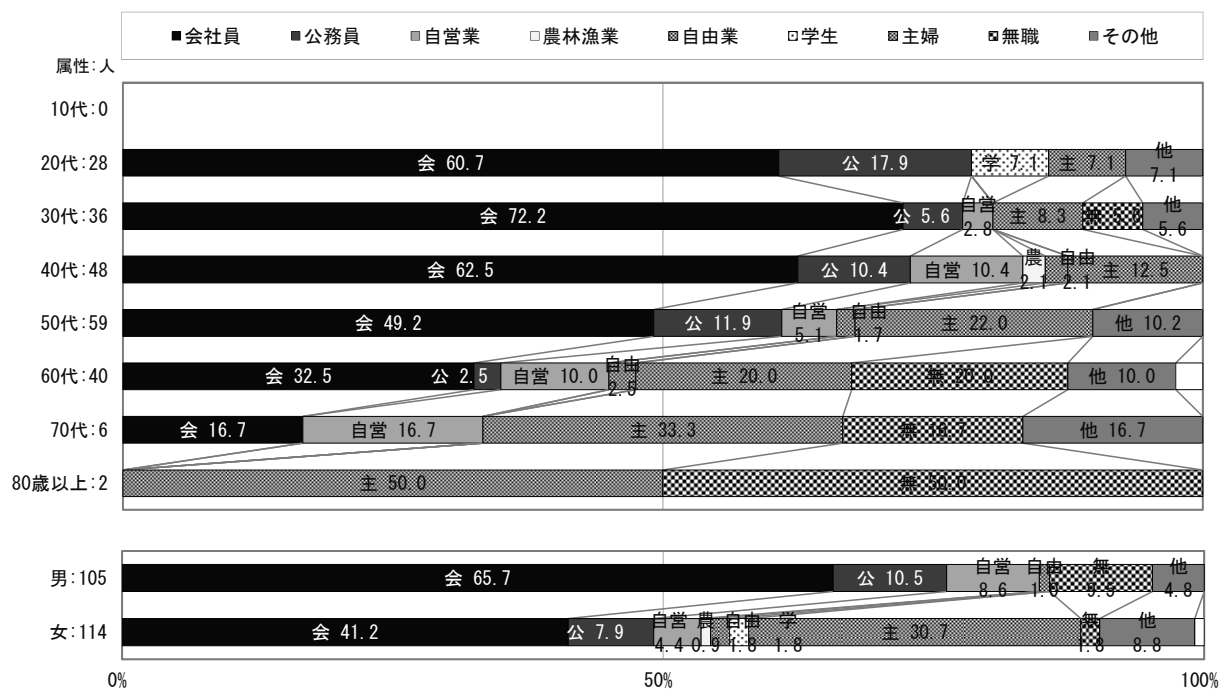 ■会社員 ■公務員 ■自営業 □農林漁業 ■自由業 □学生 ■主婦 ■無職 ■その他
属性:人
10代:0
20代:28 会 60.7 公 17.9 学 7.1 主 7.1 他 7.1
30代:36 会 72.2 公 5.6 自営 2.8 主 8.3 無 5.6 他 5.6
40代:48 会 62.5 公 10.4 自営 10.4 農 2.1 自由 2.1 主 12.5
50代:59 会 49.2 公 11.9 自営 5.1 自由 1.7 主 22.0 他 10.2
60代:40 会 32.5 公 2.5 自営 10.0 自由 2.5 主 20.0 無 20.0 他 10.0
70代:6 会 16.7 自営 16.7 主 33.3 無 16.7 他 16.7
80歳以上:2 主 50.0 無 50.0
男:105 会 65.7 公 10.5 自営 8.6 自由 1.0 無 9.5 他 4.8
女:114 会 41.2 公 7.9 自営 4.4 農 0.9 自由 1.8 学 1.8 主 30.7 無 1.8 他 8.8
0% 50% 100%